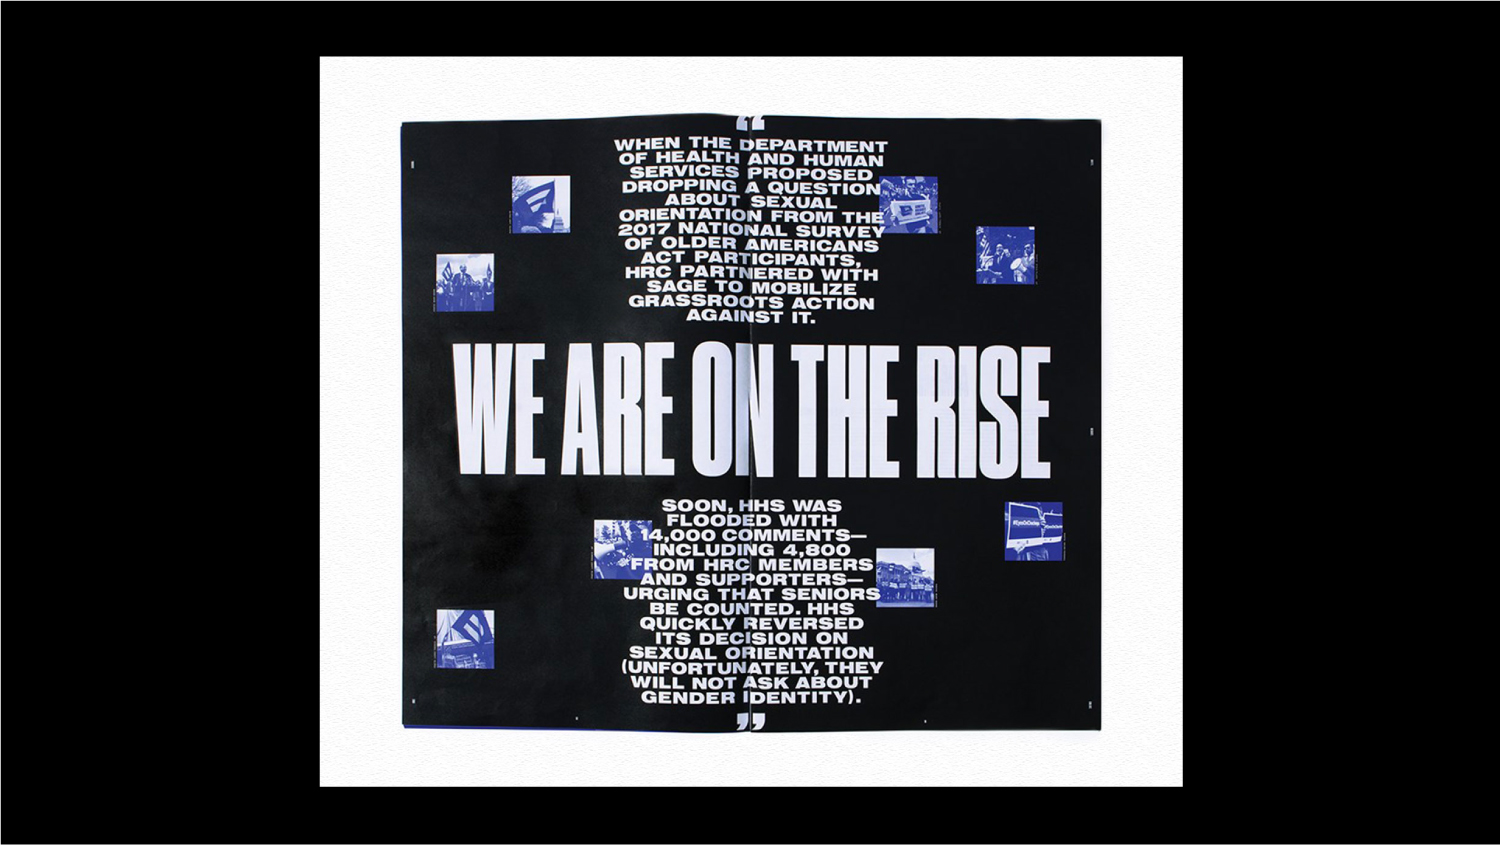 “
WHEN THE DEPARTMENT
OF HEALTH AND HUMAN
SERVICES PROPOSED
DROPPING A QUESTION
ABOUT SEXUAL
ORIENTATION FROM THE
2017 NATIONAL SURVEY
OF OLDER AMERICANS
ACT PARTICIPANTS,
HRC PARTNERED WITH
SAGE TO MOBILIZE
GRASSROOTS ACTION
AGAINST IT.
WE ARE ON THE RISE
SOON, HHS WAS
FLOODED WITH
14,000 COMMENTS—
INCLUDING 4,800
FROM HRC MEMBERS
AND SUPPORTERS—
URGING THAT SENIORS
BE COUNTED. HHS
QUICKLY REVERSED
ITS DECISION ON
SEXUAL ORIENTATION
(UNFORTUNATELY, THEY
WILL NOT ASK ABOUT
GENDER IDENTITY).
”